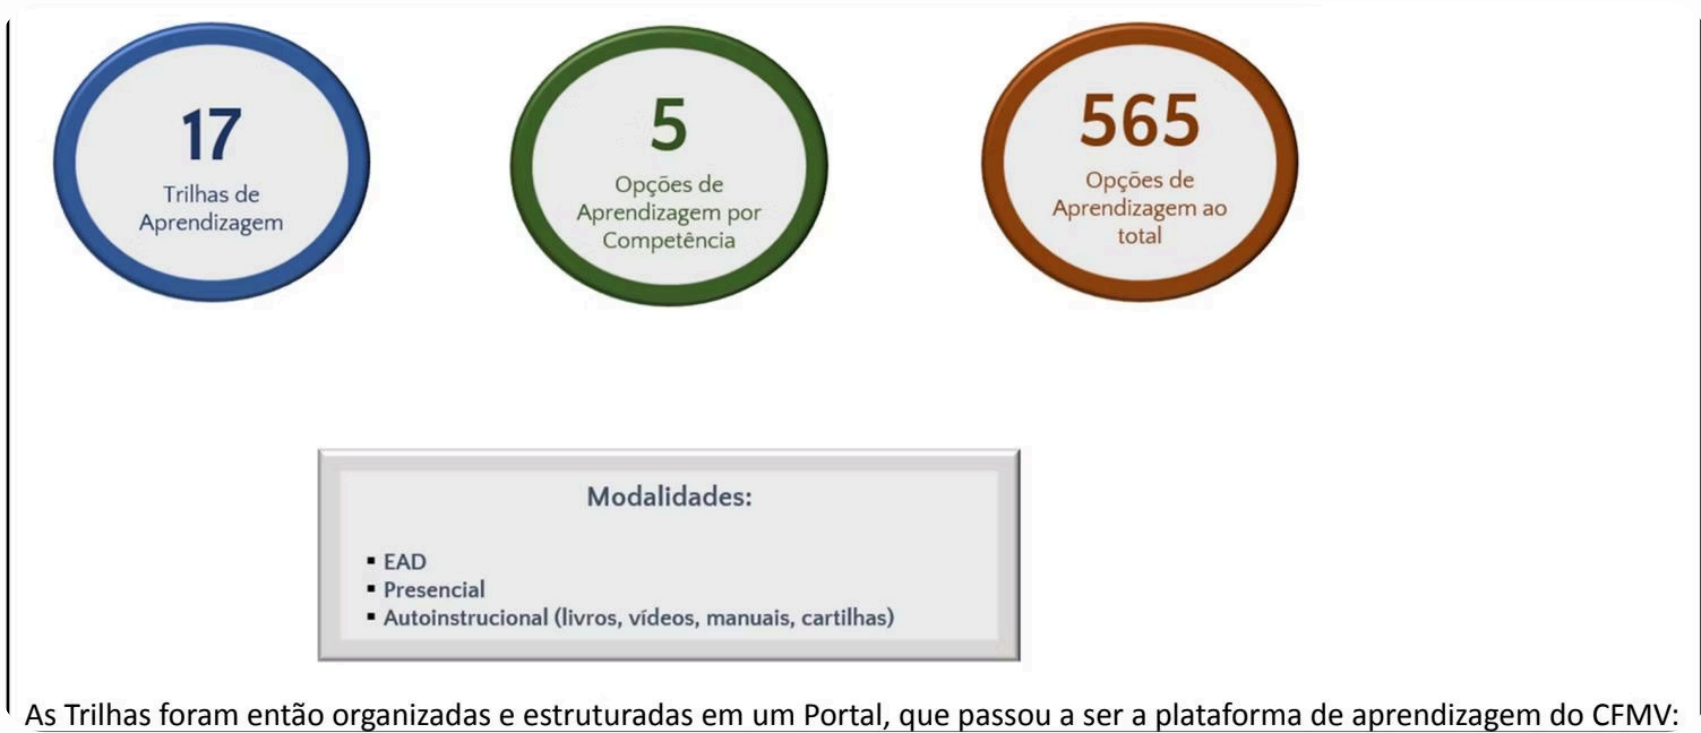 17
Trilhas de
Aprendizagem
5
Opções de
Aprendizagem por
Competência
565
Opções de
Aprendizagem ao
total
Modalidades:
▪ EAD
▪ Presencial
▪ Autoinstrucional (livros, vídeos, manuais, cartilhas)
As Trilhas foram então organizadas e estruturadas em um Portal, que passou a ser a plataforma de aprendizagem do CFMV: